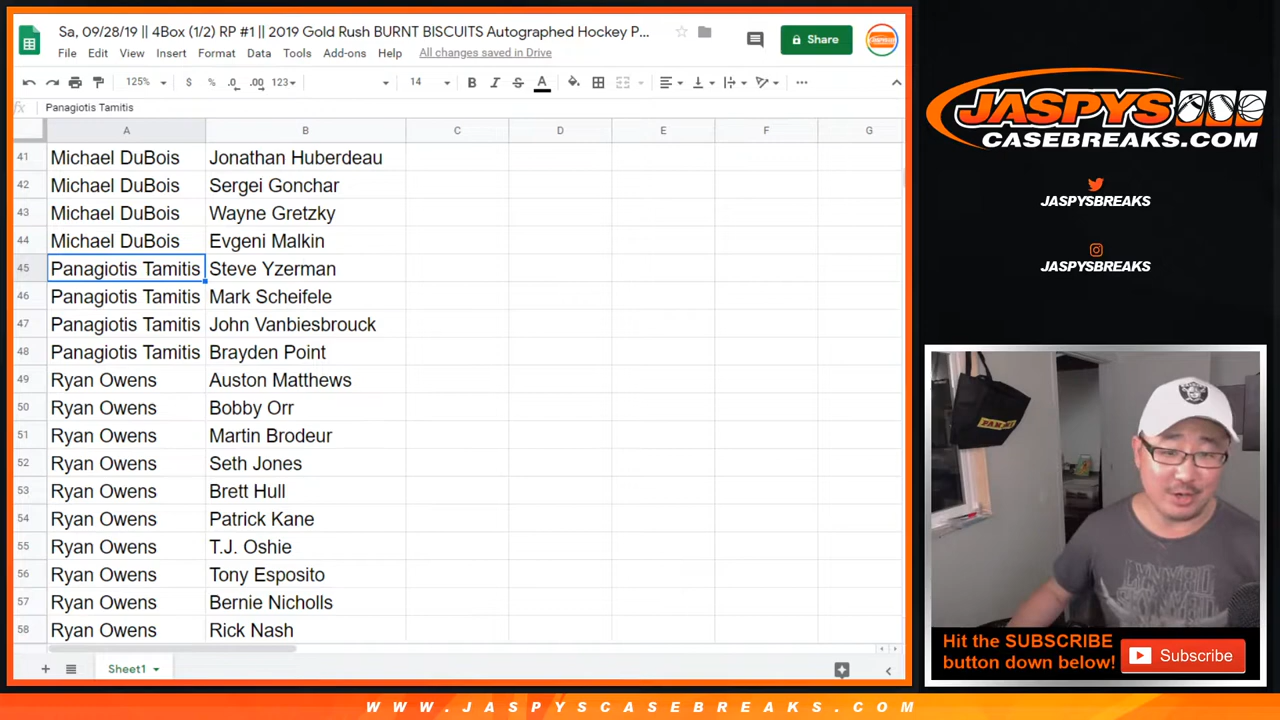 Sa, 09/28/19 || 4Box (1/2) RP #1 || 2019 Gold Rush BURNT BISCUITS Autographed Hockey P...
Share
File Edit View Insert Format Data Tools Add-ons Help All changes saved in Drive
125% $ % .0 .00 123 14 B I S A
fx Panagiotis Tamitis
A B C D E F G
41 Michael DuBois Jonathan Huberdeau
42 Michael DuBois Sergei Gonchar
43 Michael DuBois Wayne Gretzky
44 Michael DuBois Evgeni Malkin
45 Panagiotis Tamitis Steve Yzerman
46 Panagiotis Tamitis Mark Scheifele
47 Panagiotis Tamitis John Vanbiesbrouck
48 Panagiotis Tamitis Brayden Point
49 Ryan Owens Auston Matthews
50 Ryan Owens Bobby Orr
51 Ryan Owens Martin Brodeur
52 Ryan Owens Seth Jones
53 Ryan Owens Brett Hull
54 Ryan Owens Patrick Kane
55 Ryan Owens T.J. Oshie
56 Ryan Owens Tony Esposito
57 Ryan Owens Bernie Nicholls
58 Ryan Owens Rick Nash
Sheet1
JASPYS
CASEBREAKS.COM
JASPYSBREAKS
JASPYSBREAKS
PANINI
LYNYRD
SKYNYRD
Hit the SUBSCRIBE
button down below!
Subscribe
WWW.JASPYSCASEBREAKS.COM